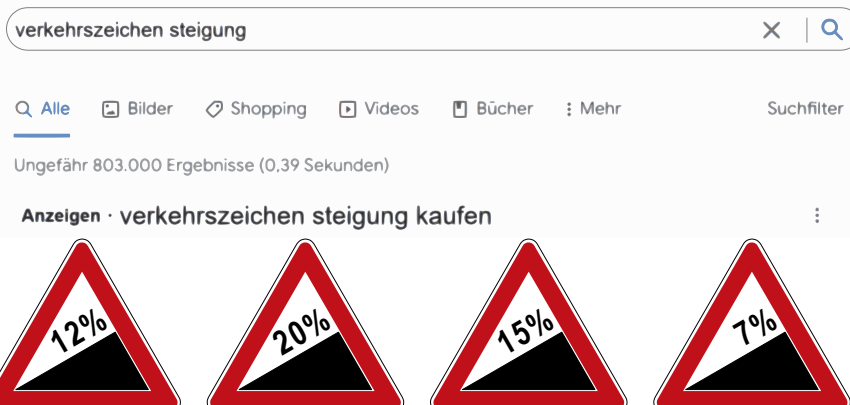 verkehrszeichen steigung
Alle Bilder Shopping Videos Bücher Mehr Suchfilter
Ungefähr 803.000 Ergebnisse (0,39 Sekunden)
Anzeigen · verkehrszeichen steigung kaufen
12% 20% 15% 7%